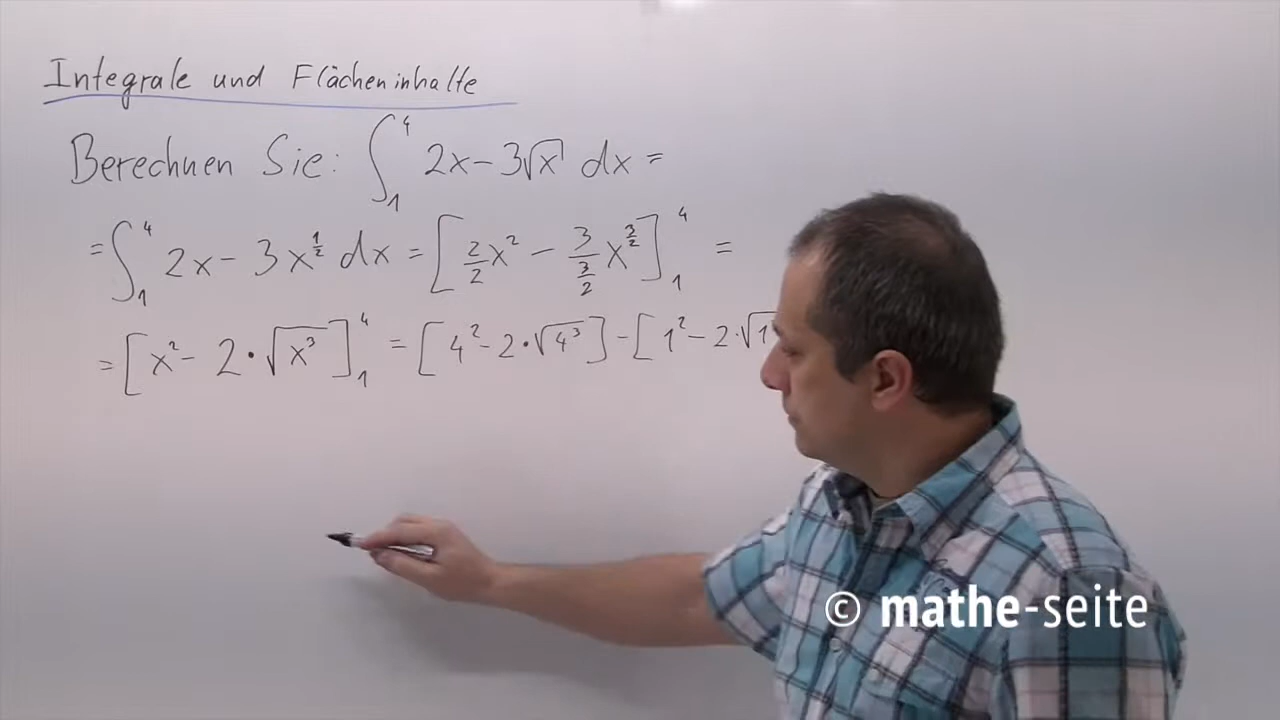 Integrale und Flächeninhalte
Berechnen Sie: ∫₁⁴ 2x − 3√x dx =
= ∫₁⁴ 2x − 3x^(1/2) dx = [ 2/2 x² − 3/(3/2) x^(3/2) ]₁⁴ =
= [ x² − 2 · √(x³) ]₁⁴ = [ 4² − 2 · √(4³) ] − [ 1² − 2 · √1
© mathe-seite